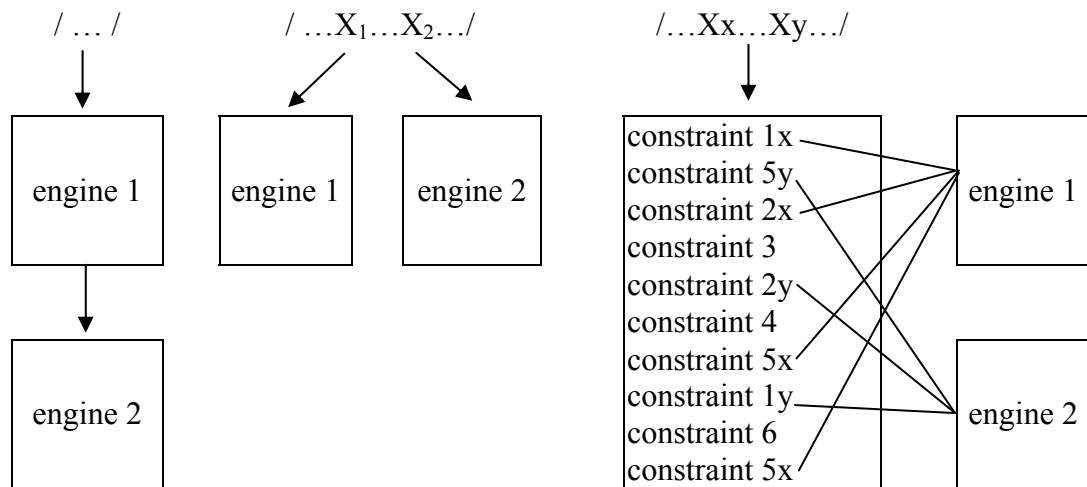 / … /
/ …X₁…X₂…/
/…Xx…Xy…/
engine 1
engine 2
engine 1
engine 2
constraint 1x
constraint 5y
constraint 2x
constraint 3
constraint 2y
constraint 4
constraint 5x
constraint 1y
constraint 6
constraint 5x
engine 1
engine 2